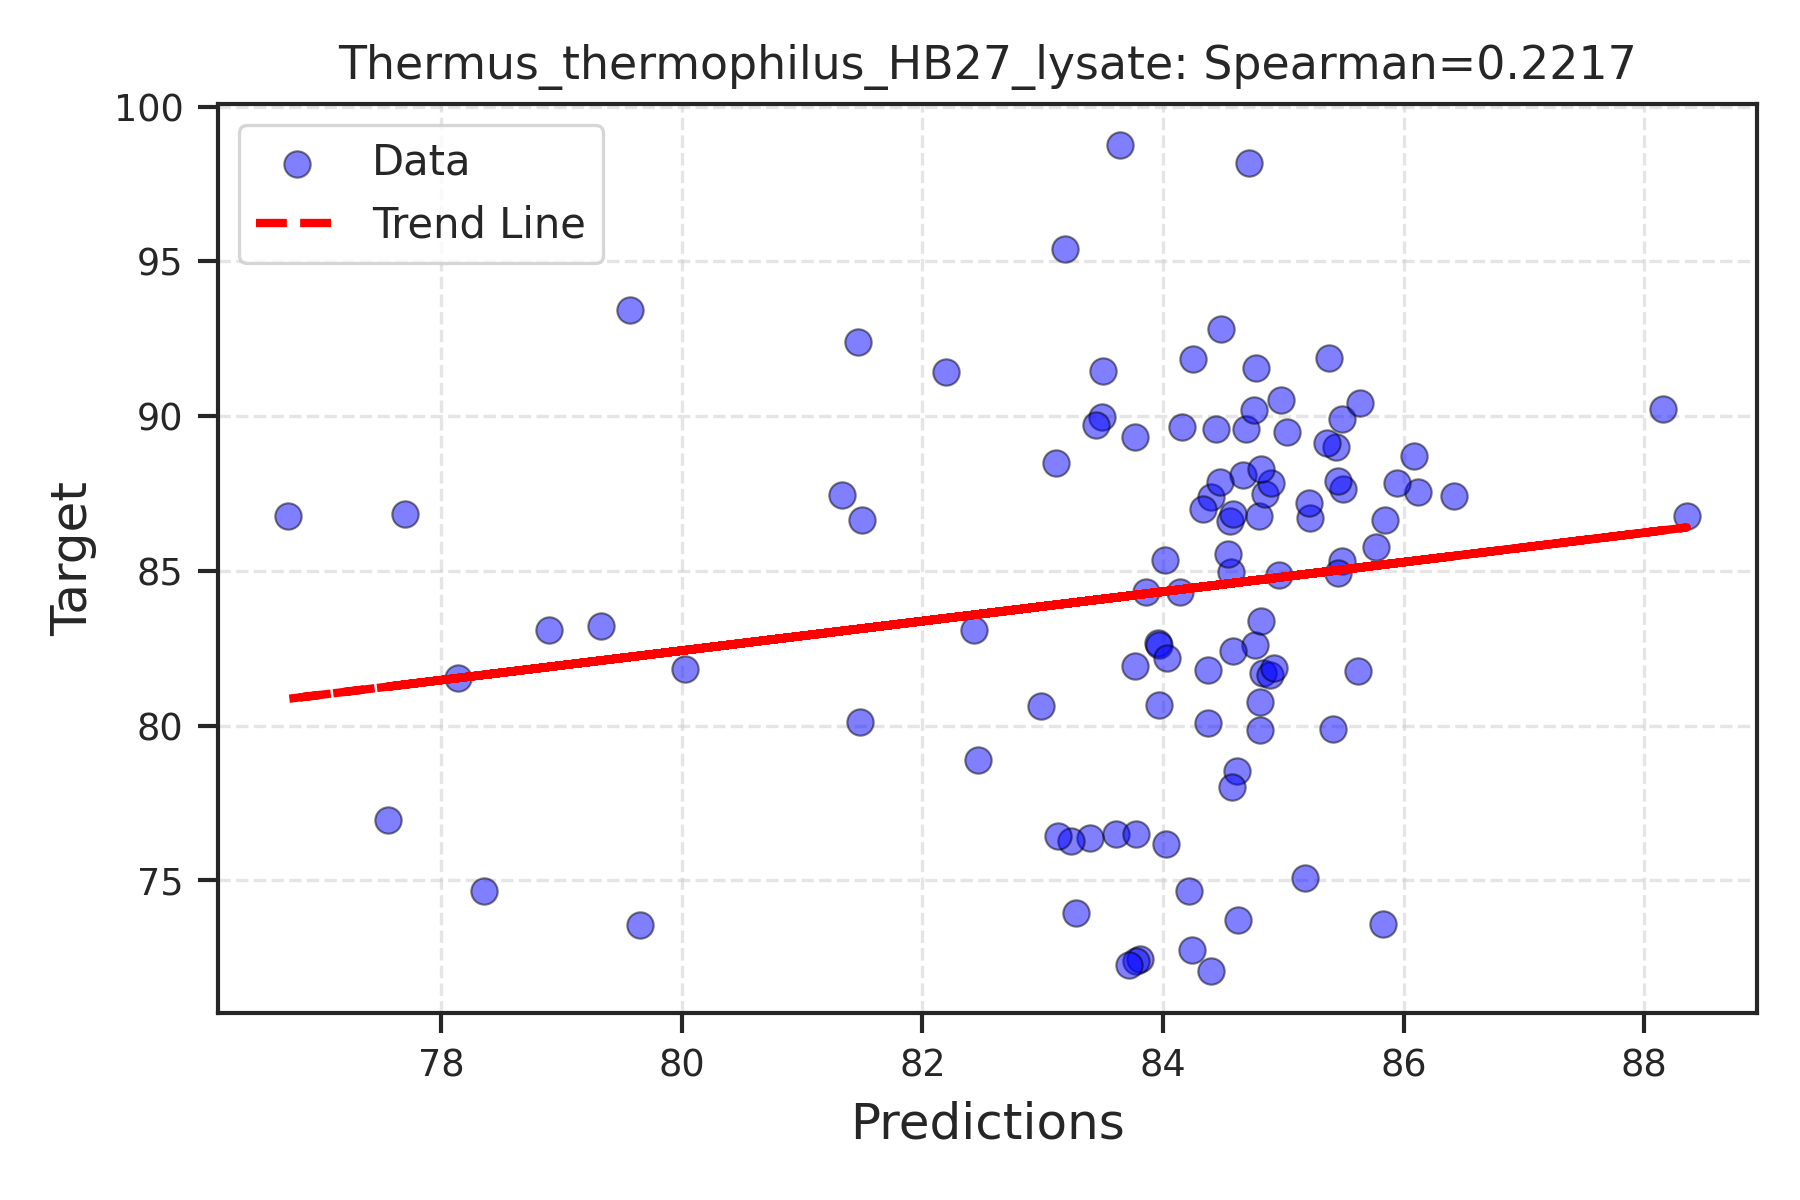 Thermus_thermophilus_HB27_lysate: Spearman=0.2217
Data
Trend Line
100
95
90
85
80
75
Target
78 80 82 84 86 88
Predictions